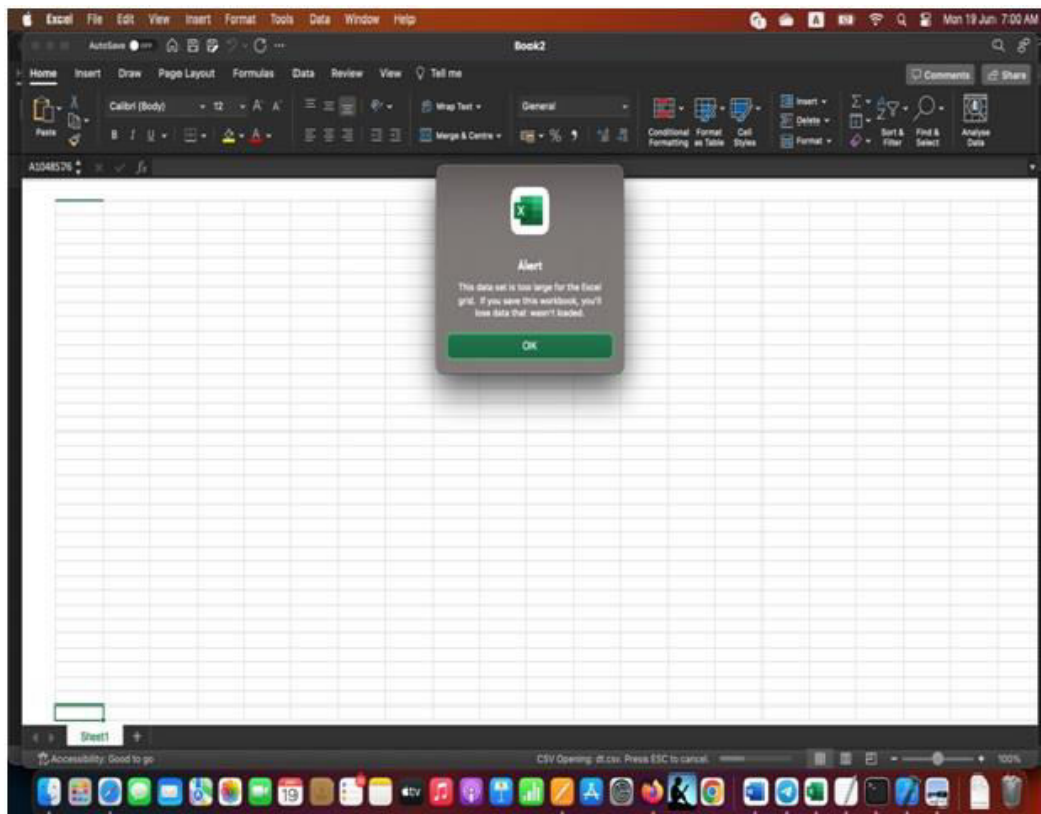 Excel File Edit View Insert Format Tools Data Window Help
A
Mon 19 Jun 7:00 AM
AutoSave OFF
Book2
Home Insert Draw Page Layout Formulas Data Review View Tell me
Comments Share
Paste
Calibri (Body) 12 A A
B I U A
Wrap Text
Merge & Centre
General
%
Conditional Formatting
Format as Table
Cell Styles
Insert
Delete
Format
Sort & Filter
Find & Select
Analyse Data
A1048576 fx
Alert
This data set is too large for the Excel
grid. If you save this workbook, you'll
lose data that wasn't loaded.
OK
Sheet1 +
Accessibility: Good to go
CSV Opening: dt.csv. Press ESC to cancel.
100%
19
tv